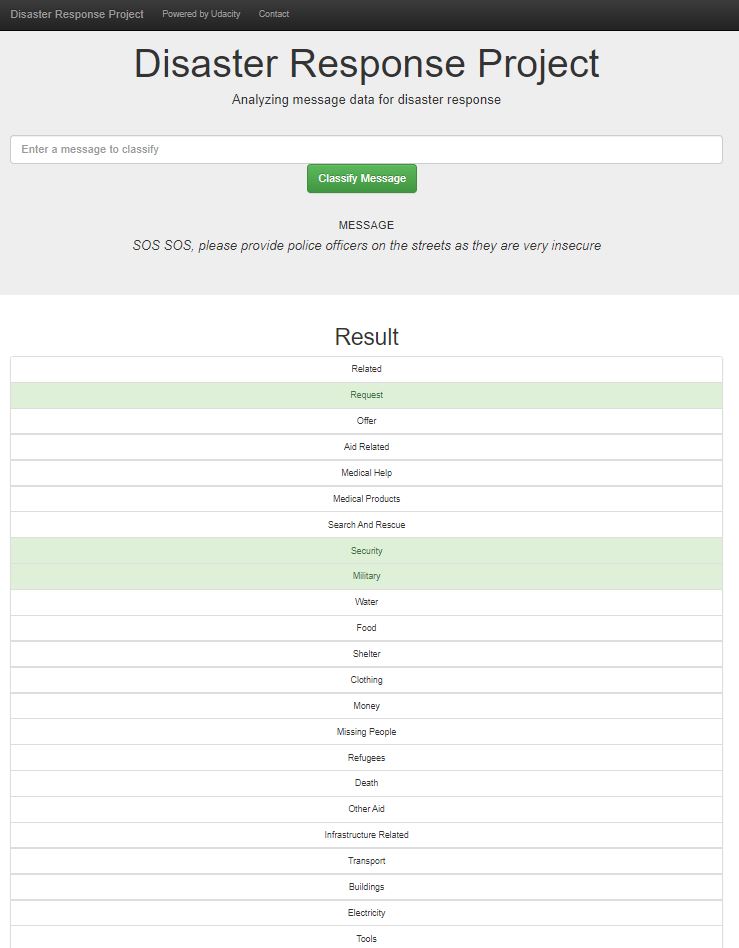 Disaster Response Project Powered by Udacity Contact
Disaster Response Project
Analyzing message data for disaster response
Enter a message to classify
Classify Message
MESSAGE
SOS SOS, please provide police officers on the streets as they are very insecure
Result
Related
Request
Offer
Aid Related
Medical Help
Medical Products
Search And Rescue
Security
Military
Water
Food
Shelter
Clothing
Money
Missing People
Refugees
Death
Other Aid
Infrastructure Related
Transport
Buildings
Electricity
Tools